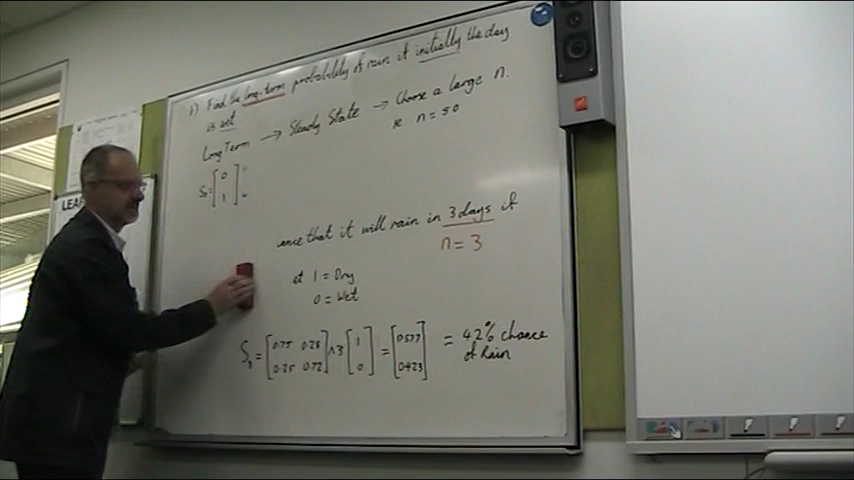 b) Find the long-term probability of rain if initially the day
is wet
Long Term → Steady State → Choose a large n.
ie n = 50
S₀ = [0
1]
ance that it will rain in 3 days if
n = 3
et 1 = Dry
0 = Wet
S₃ = [0.75 0.28
0.25 0.72] ^3 [1
0] = [0.577
0.423] = 42% chance
of Rain
LEA